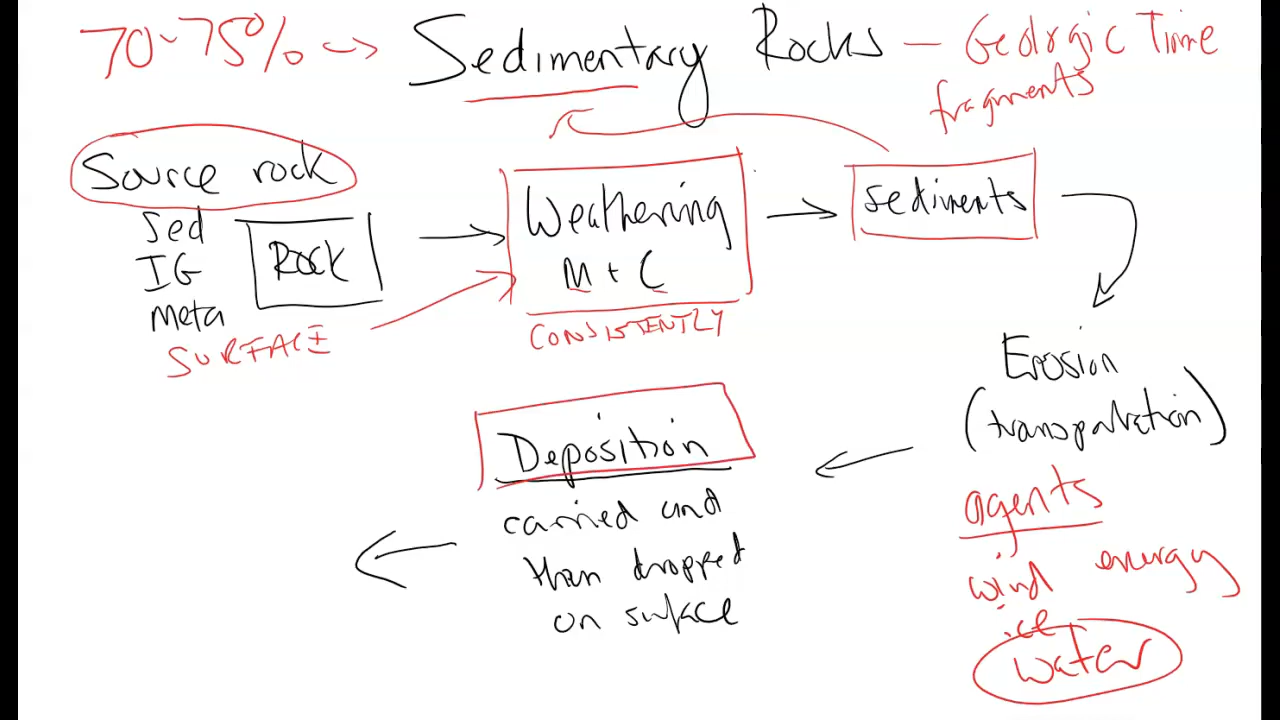 70-75% → Sedimentary Rocks - Geologic Time
fragments
Source rock
Sed
IG
Meta
SURFACE
ROCK
Weathering
M + C
CONSISTENTLY
sediments
Erosion
(transportation)
agents
wind energy
ice
water
Deposition
carried and
then dropped
on surface